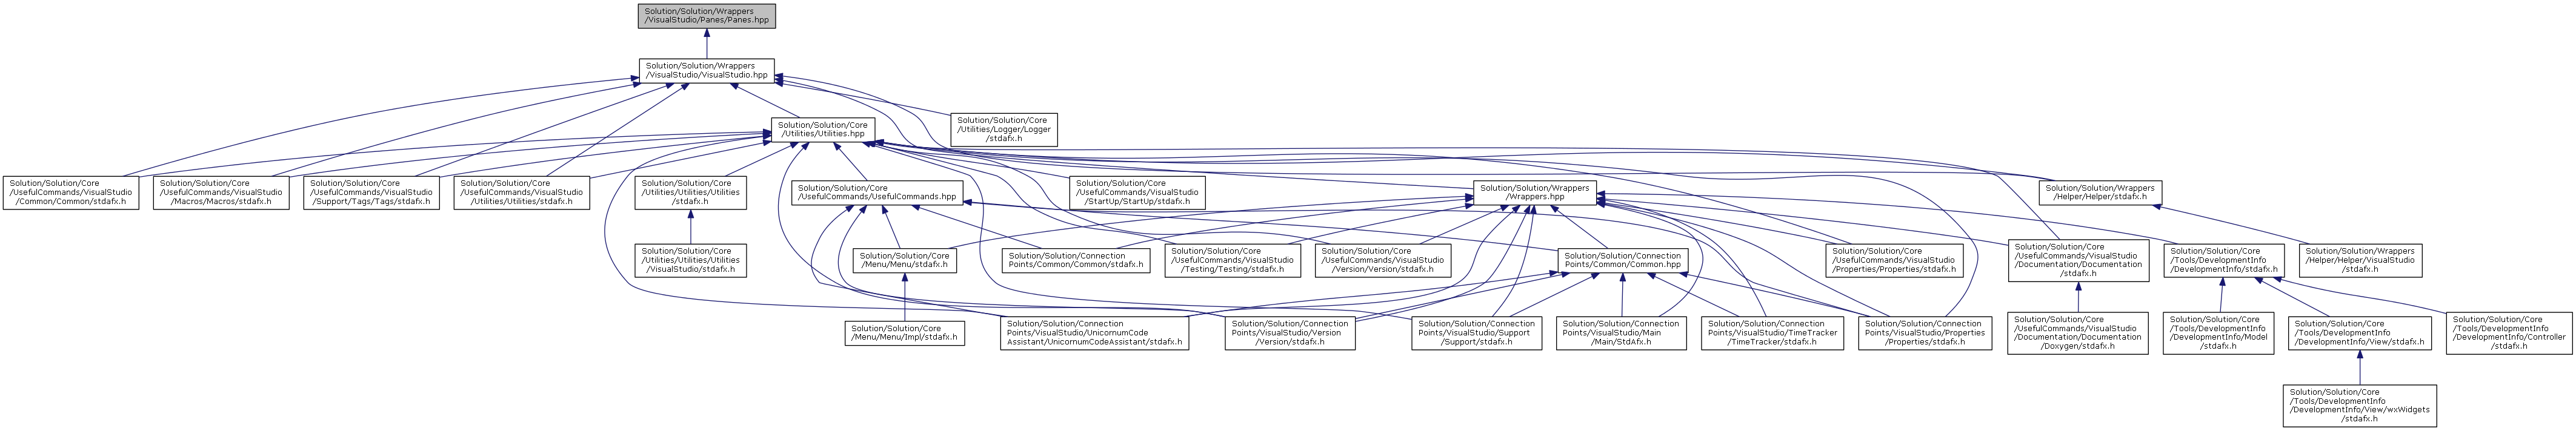 Solution/Solution/Wrappers
/VisualStudio/Panes/Panes.hpp
Solution/Solution/Wrappers
/VisualStudio/VisualStudio.hpp
Solution/Solution/Core
/Utilities/Logger/Logger
/stdafx.h
Solution/Solution/Core
/Utilities/Utilities.hpp
Solution/Solution/Core
/UsefulCommands/VisualStudio
/Common/Common/stdafx.h
Solution/Solution/Core
/UsefulCommands/VisualStudio
/Macros/Macros/stdafx.h
Solution/Solution/Core
/UsefulCommands/VisualStudio
/Support/Tags/Tags/stdafx.h
Solution/Solution/Core
/UsefulCommands/VisualStudio
/Utilities/Utilities/stdafx.h
Solution/Solution/Core
/Utilities/Utilities/Utilities
/stdafx.h
Solution/Solution/Core
/UsefulCommands/UsefulCommands.hpp
Solution/Solution/Core
/UsefulCommands/VisualStudio
/StartUp/StartUp/stdafx.h
Solution/Solution/Wrappers
/Wrappers.hpp
Solution/Solution/Wrappers
/Helper/Helper/stdafx.h
Solution/Solution/Core
/Utilities/Utilities/Utilities
/VisualStudio/stdafx.h
Solution/Solution/Core
/Menu/Menu/stdafx.h
Solution/Solution/Connection
Points/Common/Common/stdafx.h
Solution/Solution/Core
/UsefulCommands/VisualStudio
/Testing/Testing/stdafx.h
Solution/Solution/Core
/UsefulCommands/VisualStudio
/Version/Version/stdafx.h
Solution/Solution/Connection
Points/Common/Common.hpp
Solution/Solution/Core
/UsefulCommands/VisualStudio
/Properties/Properties/stdafx.h
Solution/Solution/Core
/UsefulCommands/VisualStudio
/Documentation/Documentation
/stdafx.h
Solution/Solution/Core
/Tools/DevelopmentInfo
/DevelopmentInfo/stdafx.h
Solution/Solution/Wrappers
/Helper/Helper/VisualStudio
/stdafx.h
Solution/Solution/Core
/Menu/Menu/Impl/stdafx.h
Solution/Solution/Connection
Points/VisualStudio/UnicornumCode
Assistant/UnicornumCodeAssistant/stdafx.h
Solution/Solution/Connection
Points/VisualStudio/Version
/Version/stdafx.h
Solution/Solution/Connection
Points/VisualStudio/Support
/Support/stdafx.h
Solution/Solution/Connection
Points/VisualStudio/Main
/Main/StdAfx.h
Solution/Solution/Connection
Points/VisualStudio/TimeTracker
/TimeTracker/stdafx.h
Solution/Solution/Connection
Points/VisualStudio/Properties
/Properties/stdafx.h
Solution/Solution/Core
/UsefulCommands/VisualStudio
/Documentation/Documentation
/Doxygen/stdafx.h
Solution/Solution/Core
/Tools/DevelopmentInfo
/DevelopmentInfo/Model
/stdafx.h
Solution/Solution/Core
/Tools/DevelopmentInfo
/DevelopmentInfo/View/stdafx.h
Solution/Solution/Core
/Tools/DevelopmentInfo
/DevelopmentInfo/Controller
/stdafx.h
Solution/Solution/Core
/Tools/DevelopmentInfo
/DevelopmentInfo/View/wxWidgets
/stdafx.h